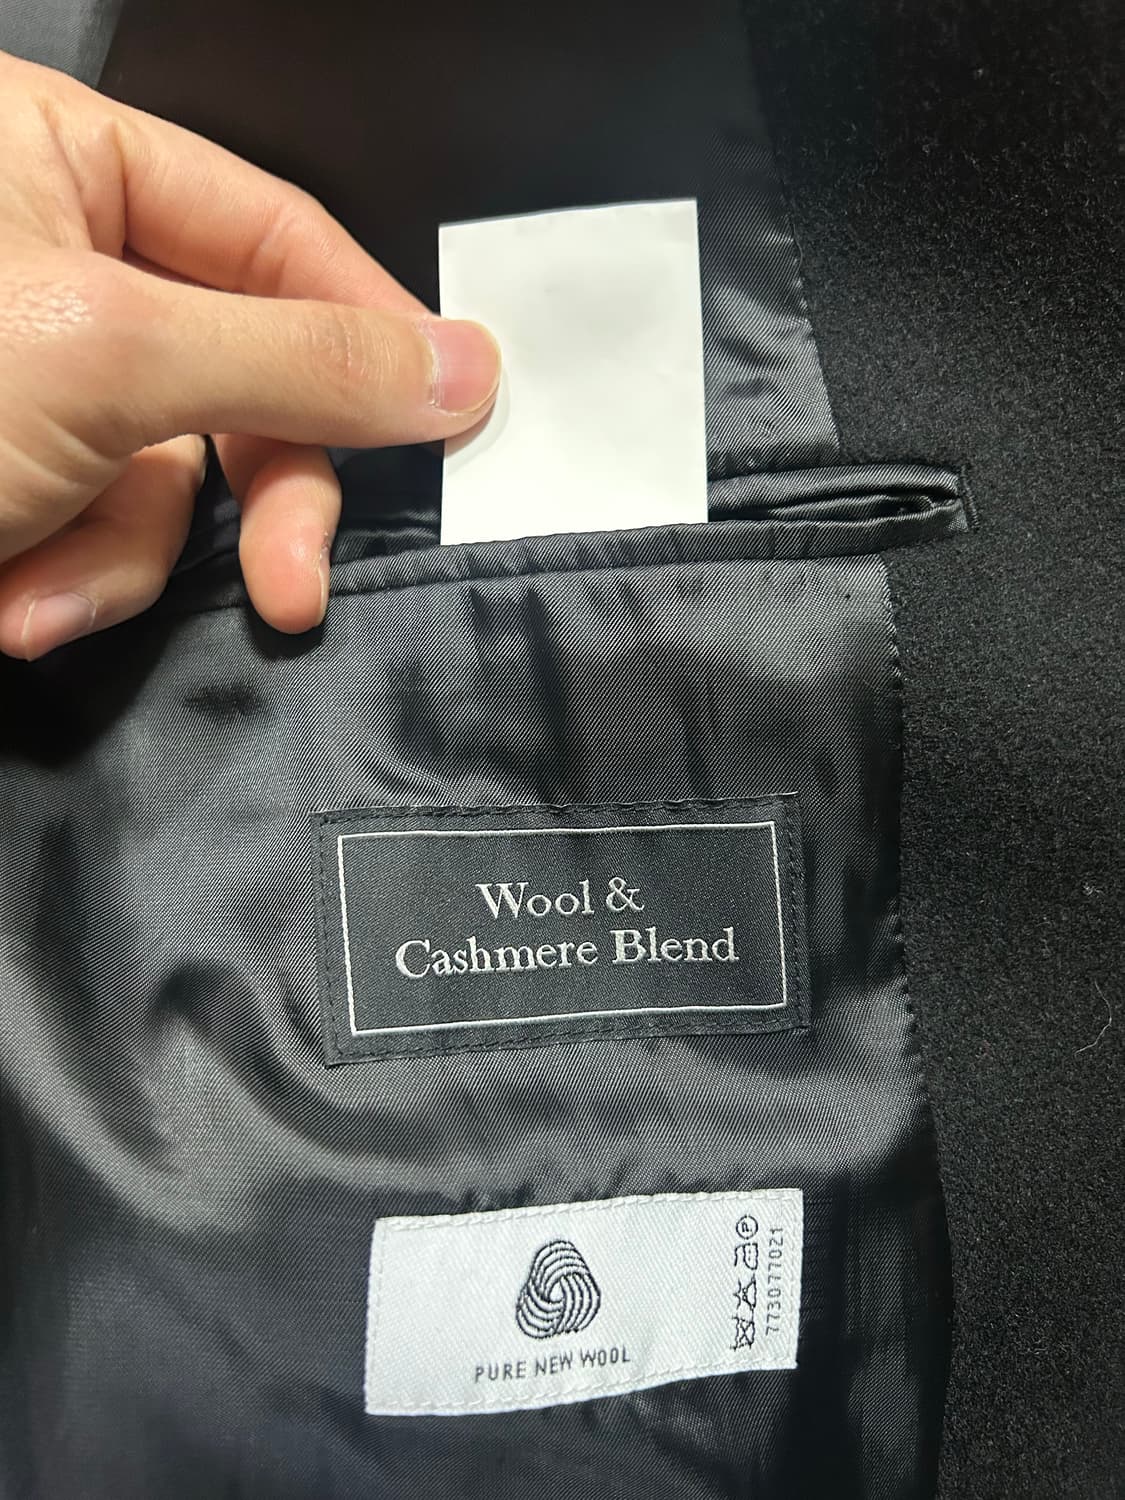 Wool &
Cashmere Blend
PURE NEW WOOL
773077021
P